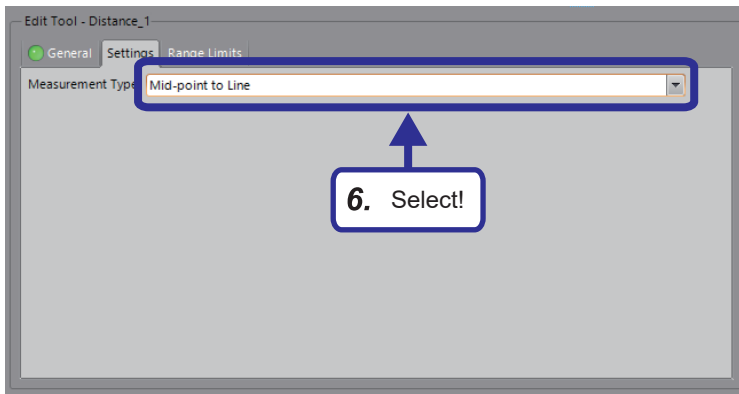 Edit Tool - Distance_1
General Settings Range Limits
Measurement Type Mid-point to Line
6. Select!